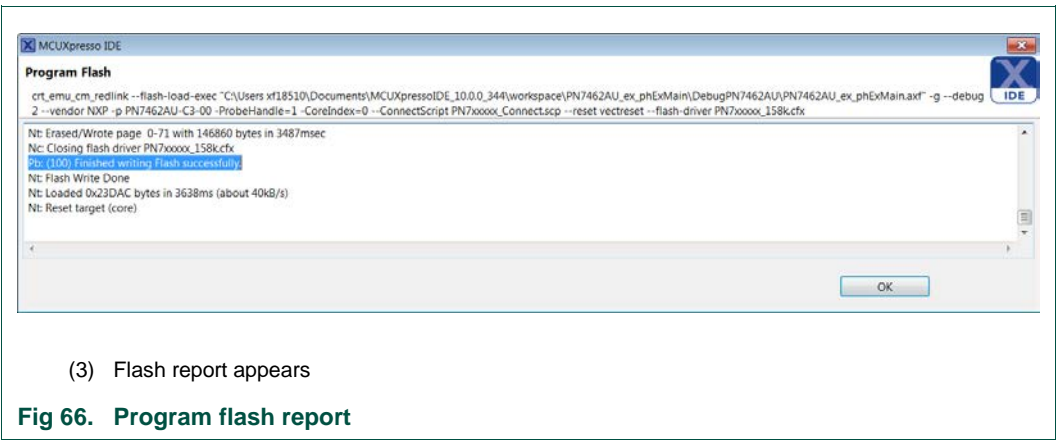 MCUXpresso IDE
Program Flash
crt_emu_cm_redlink --flash-load-exec "C:\Users xf18510\Documents\MCUXpressoIDE_10.0.0_344\workspace\PN7462AU_ex_phExMain\DebugPN7462AU\PN7462AU_ex_phExMain.axf" -g --debug
2 --vendor NXP -p PN7462AU-C3-00 -ProbeHandle=1 -CoreIndex=0 --ConnectScript PN7xxxxx_Connect.scp --reset vectreset --flash-driver PN7xxxxx_158k.cfx
IDE
Nt: Erased/Wrote page 0-71 with 146860 bytes in 3487msec
Nc: Closing flash driver PN7xxxxx_158k.cfx
Pb: (100) Finished writing Flash successfully.
Nt: Flash Write Done
Nt: Loaded 0x23DAC bytes in 3638ms (about 40kB/s)
Nt: Reset target (core)
OK
(3) Flash report appears
Fig 66. Program flash report